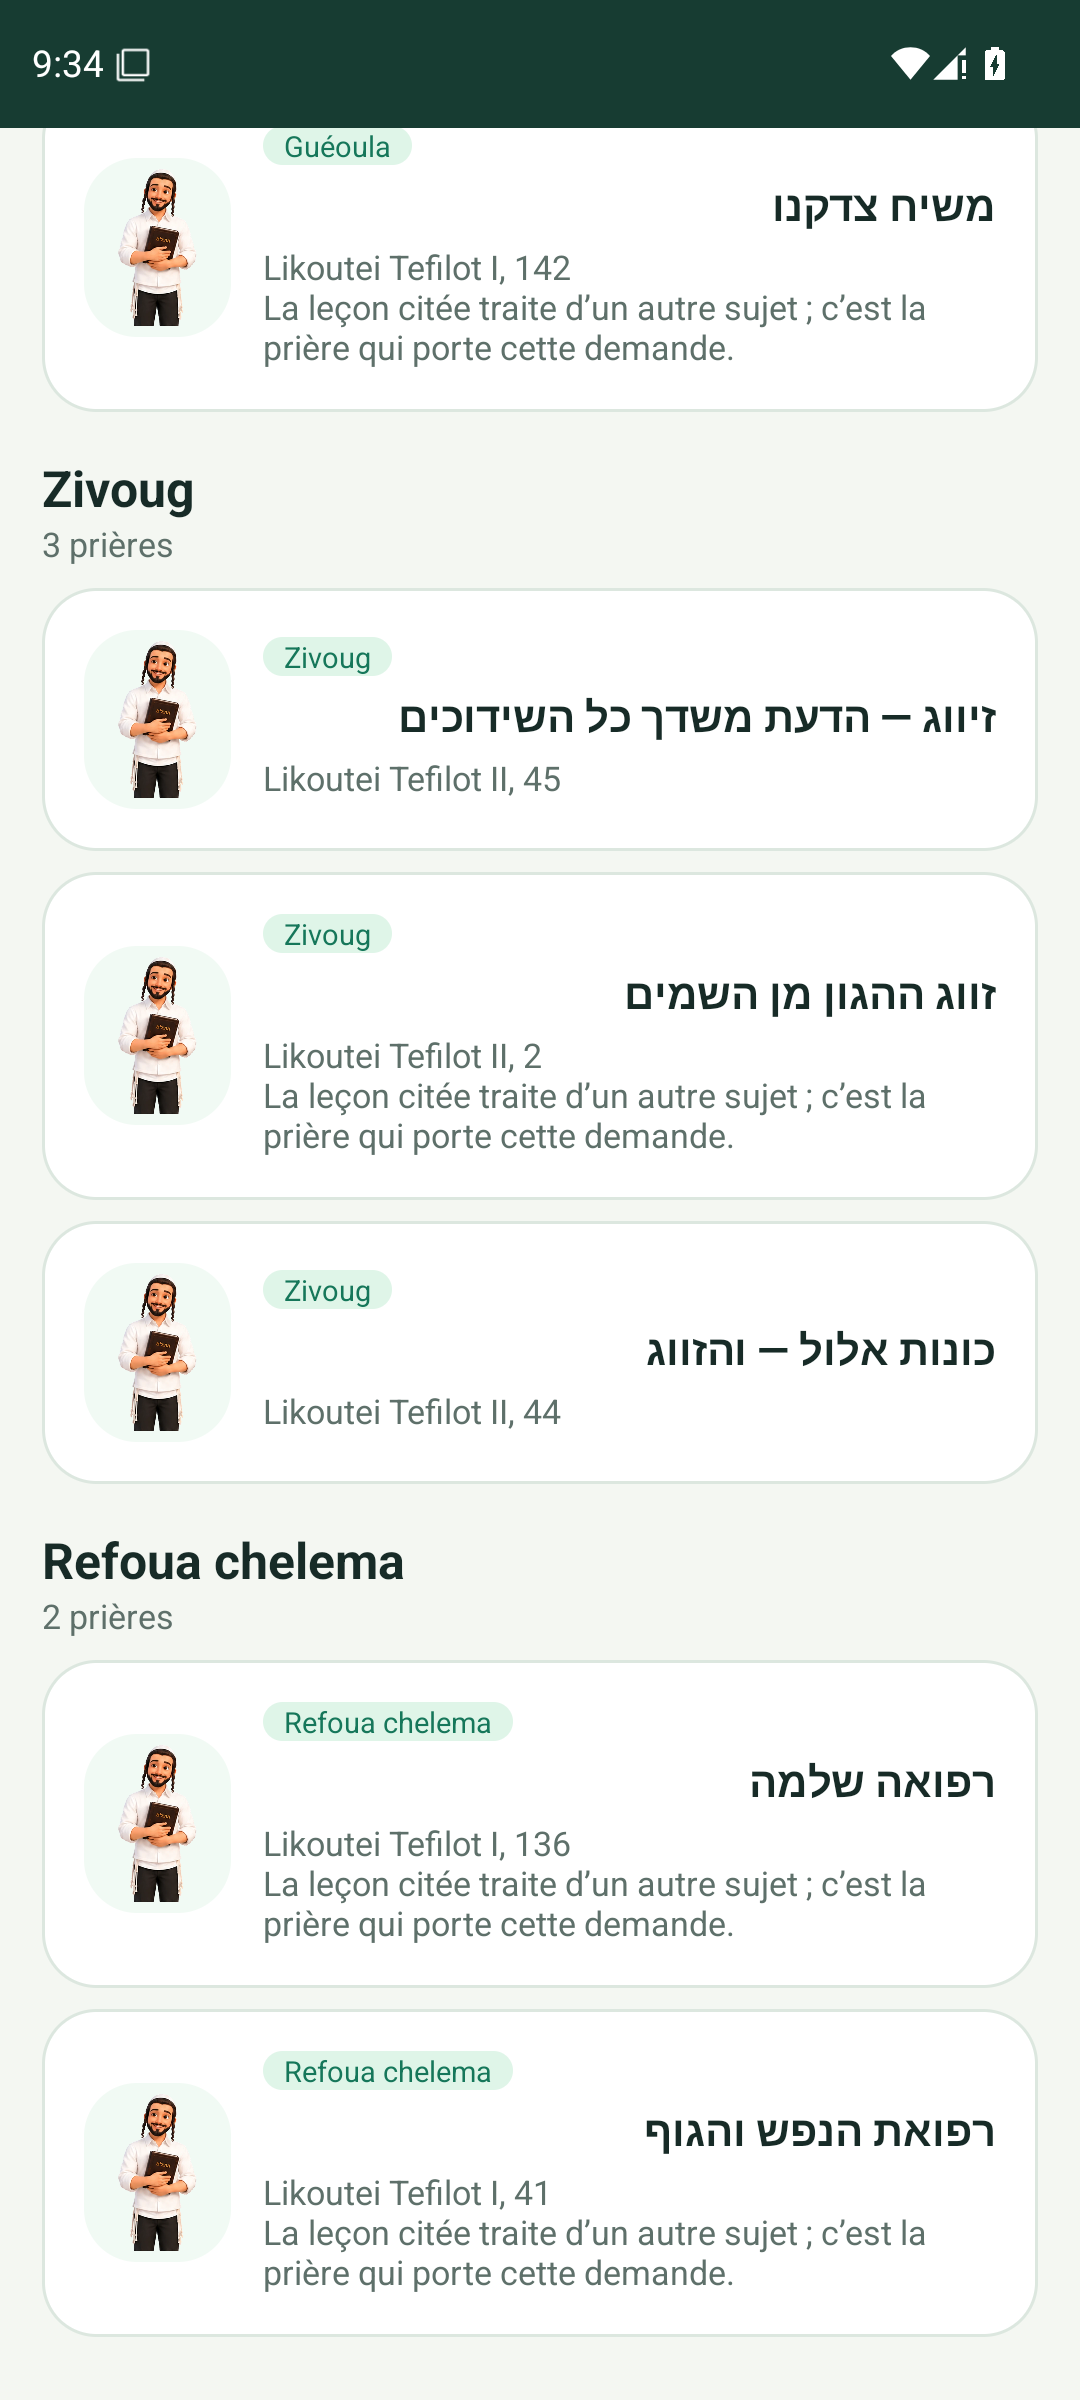 9:34
Guéoula
משיח צדקנו
Likoutei Tefilot I, 142
La leçon citée traite d’un autre sujet ; c’est la
prière qui porte cette demande.
Zivoug
3 prières
Zivoug
זיווג – הדעת משדך כל השידוכים
Likoutei Tefilot II, 45
Zivoug
זווג ההגון מן השמים
Likoutei Tefilot II, 2
La leçon citée traite d’un autre sujet ; c’est la
prière qui porte cette demande.
Zivoug
כונות אלול – והזווג
Likoutei Tefilot II, 44
Refoua chelema
2 prières
Refoua chelema
רפואה שלמה
Likoutei Tefilot I, 136
La leçon citée traite d’un autre sujet ; c’est la
prière qui porte cette demande.
Refoua chelema
רפואת הנפש והגוף
Likoutei Tefilot I, 41
La leçon citée traite d’un autre sujet ; c’est la
prière qui porte cette demande.